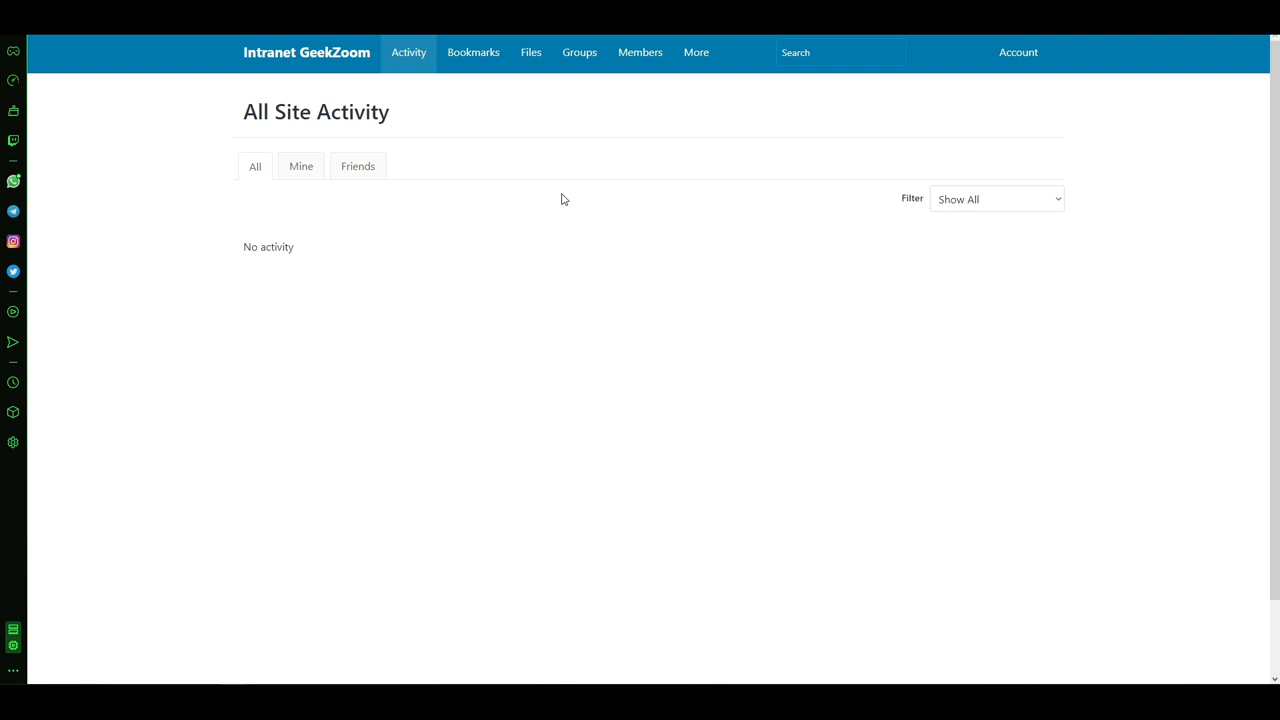 Intranet GeekZoom Activity Bookmarks Files Groups Members More Search Account
All Site Activity
All Mine Friends
Filter Show All
No activity